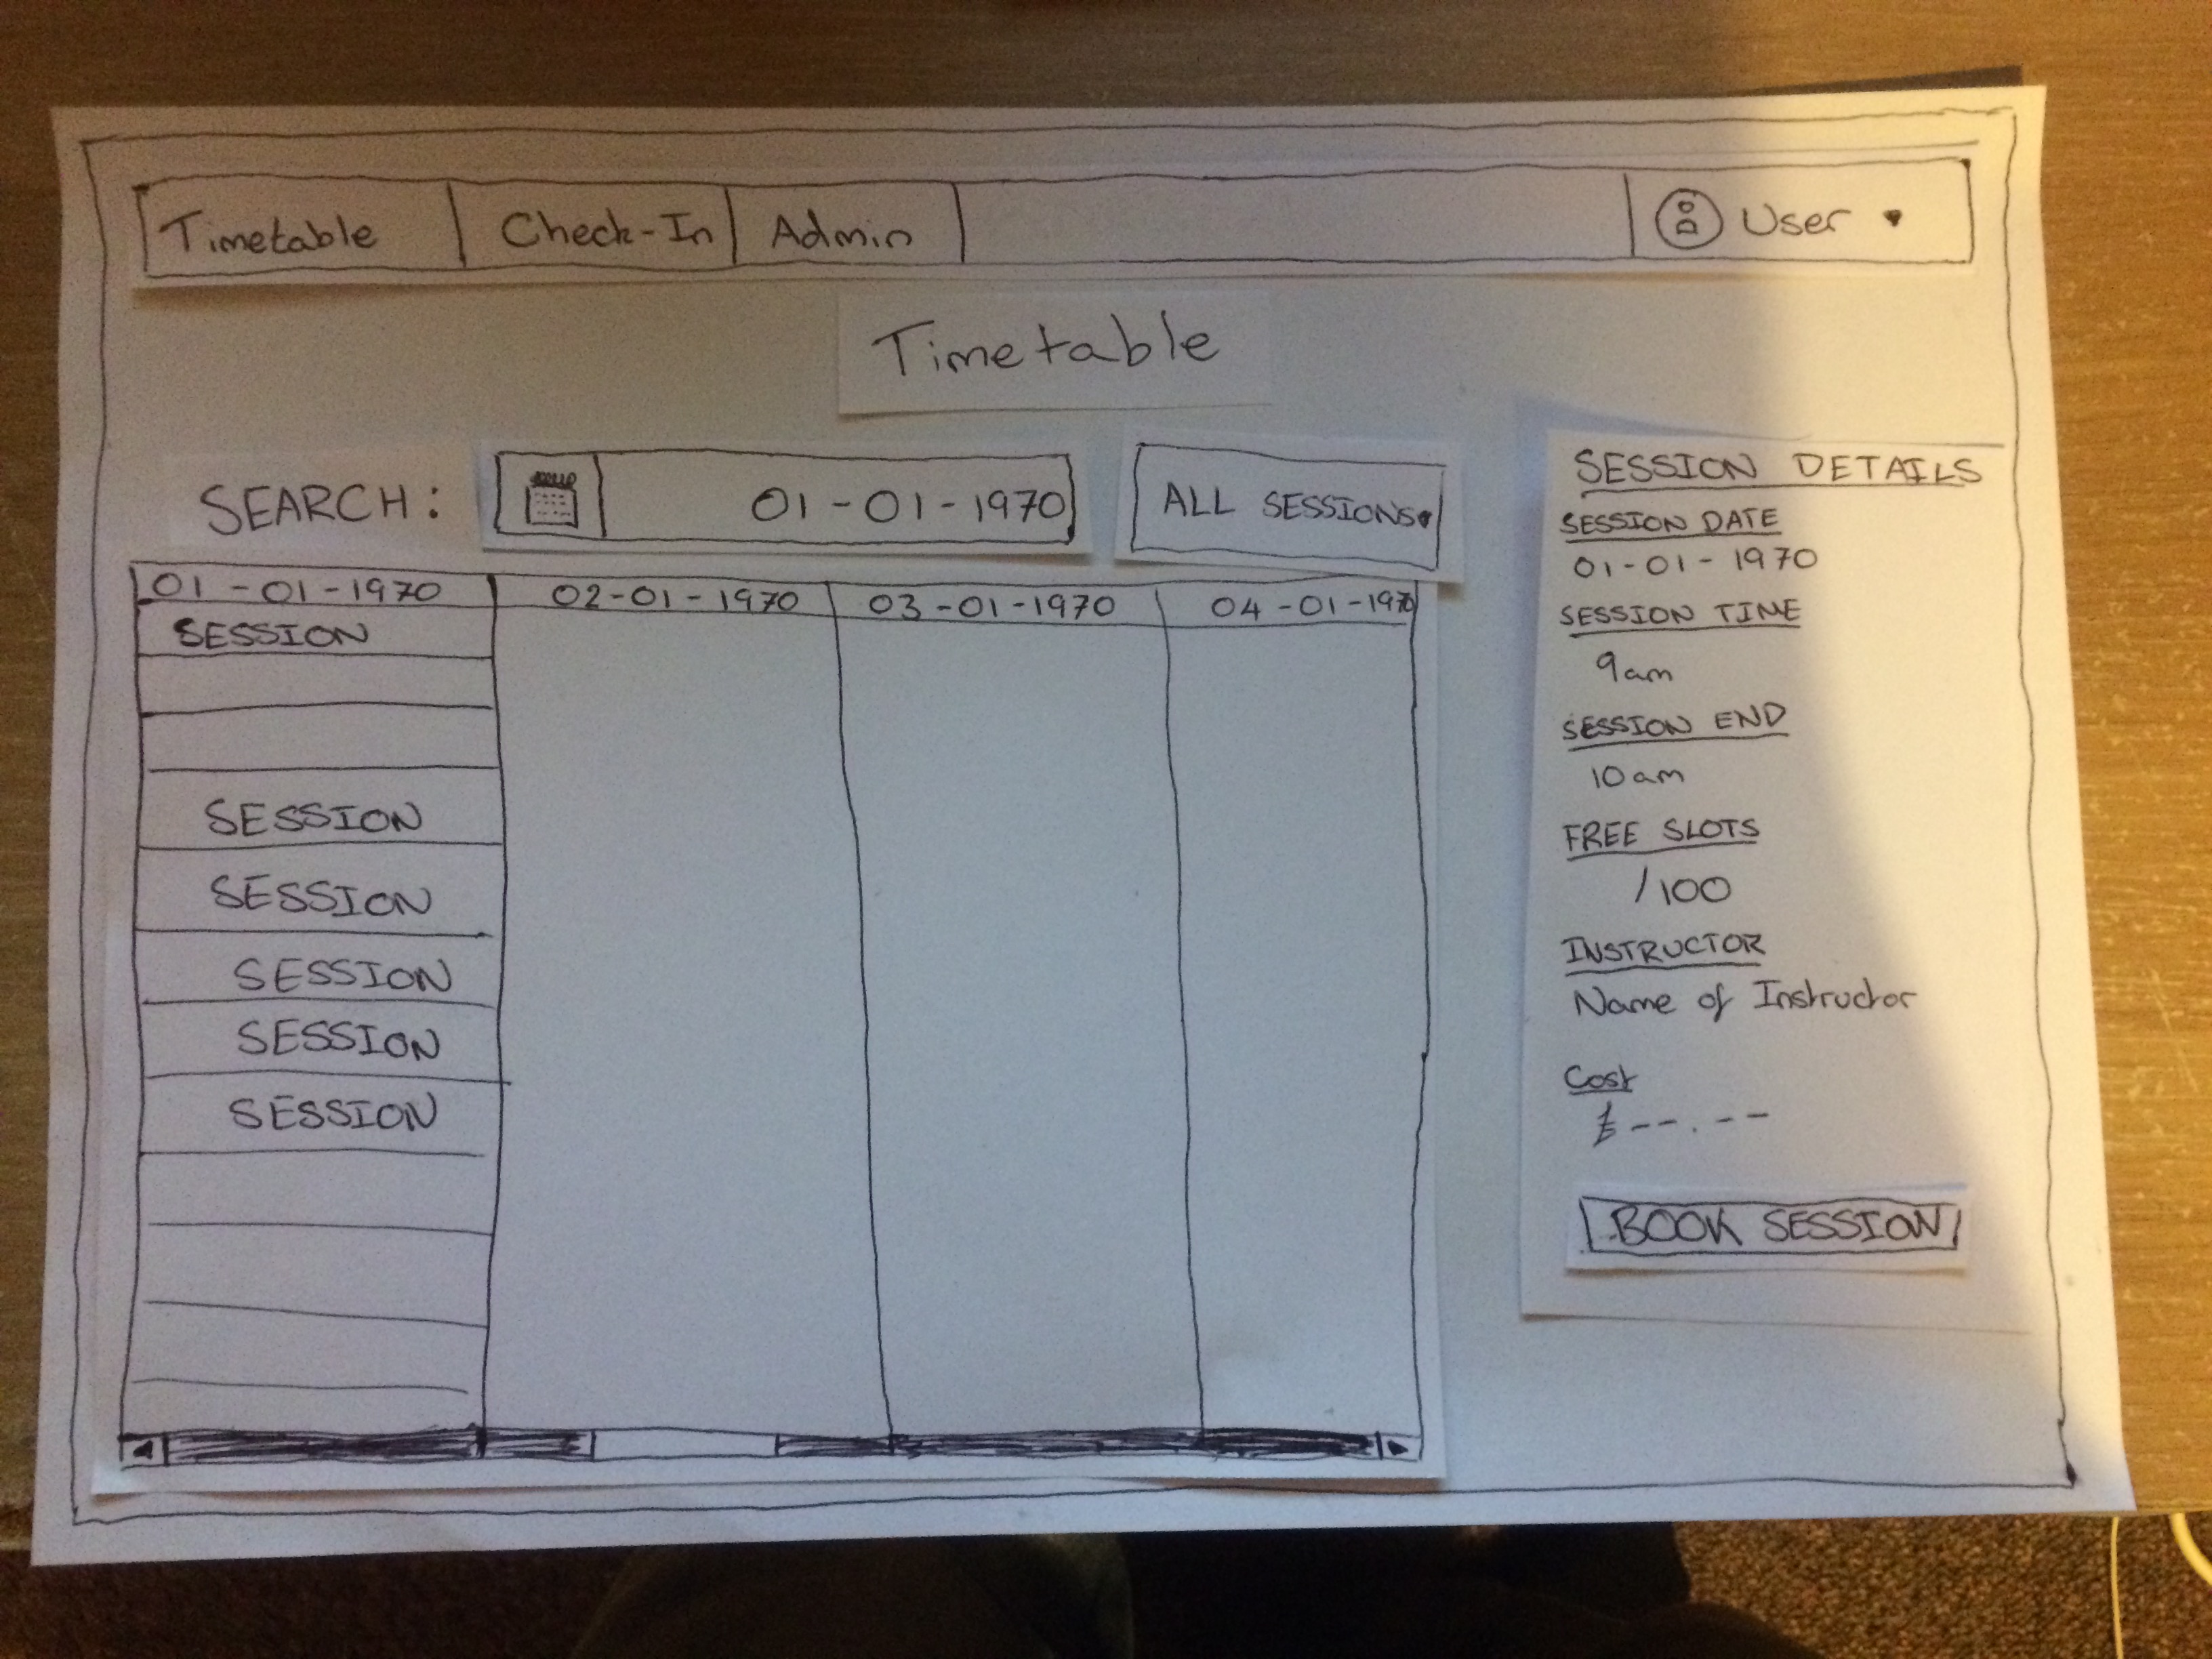 Timetable Check-In Admin User
Timetable
SEARCH: 01-01-1970 ALL SESSIONS
01-01-1970 02-01-1970 03-01-1970 04-01-1970
SESSION
SESSION
SESSION
SESSION
SESSION
SESSION
SESSION DETAILS
SESSION DATE
01-01-1970
SESSION TIME
9am
SESSION END
10am
FREE SLOTS
/100
INSTRUCTOR
Name of Instructor
Cost
£--.--
BOOK SESSION